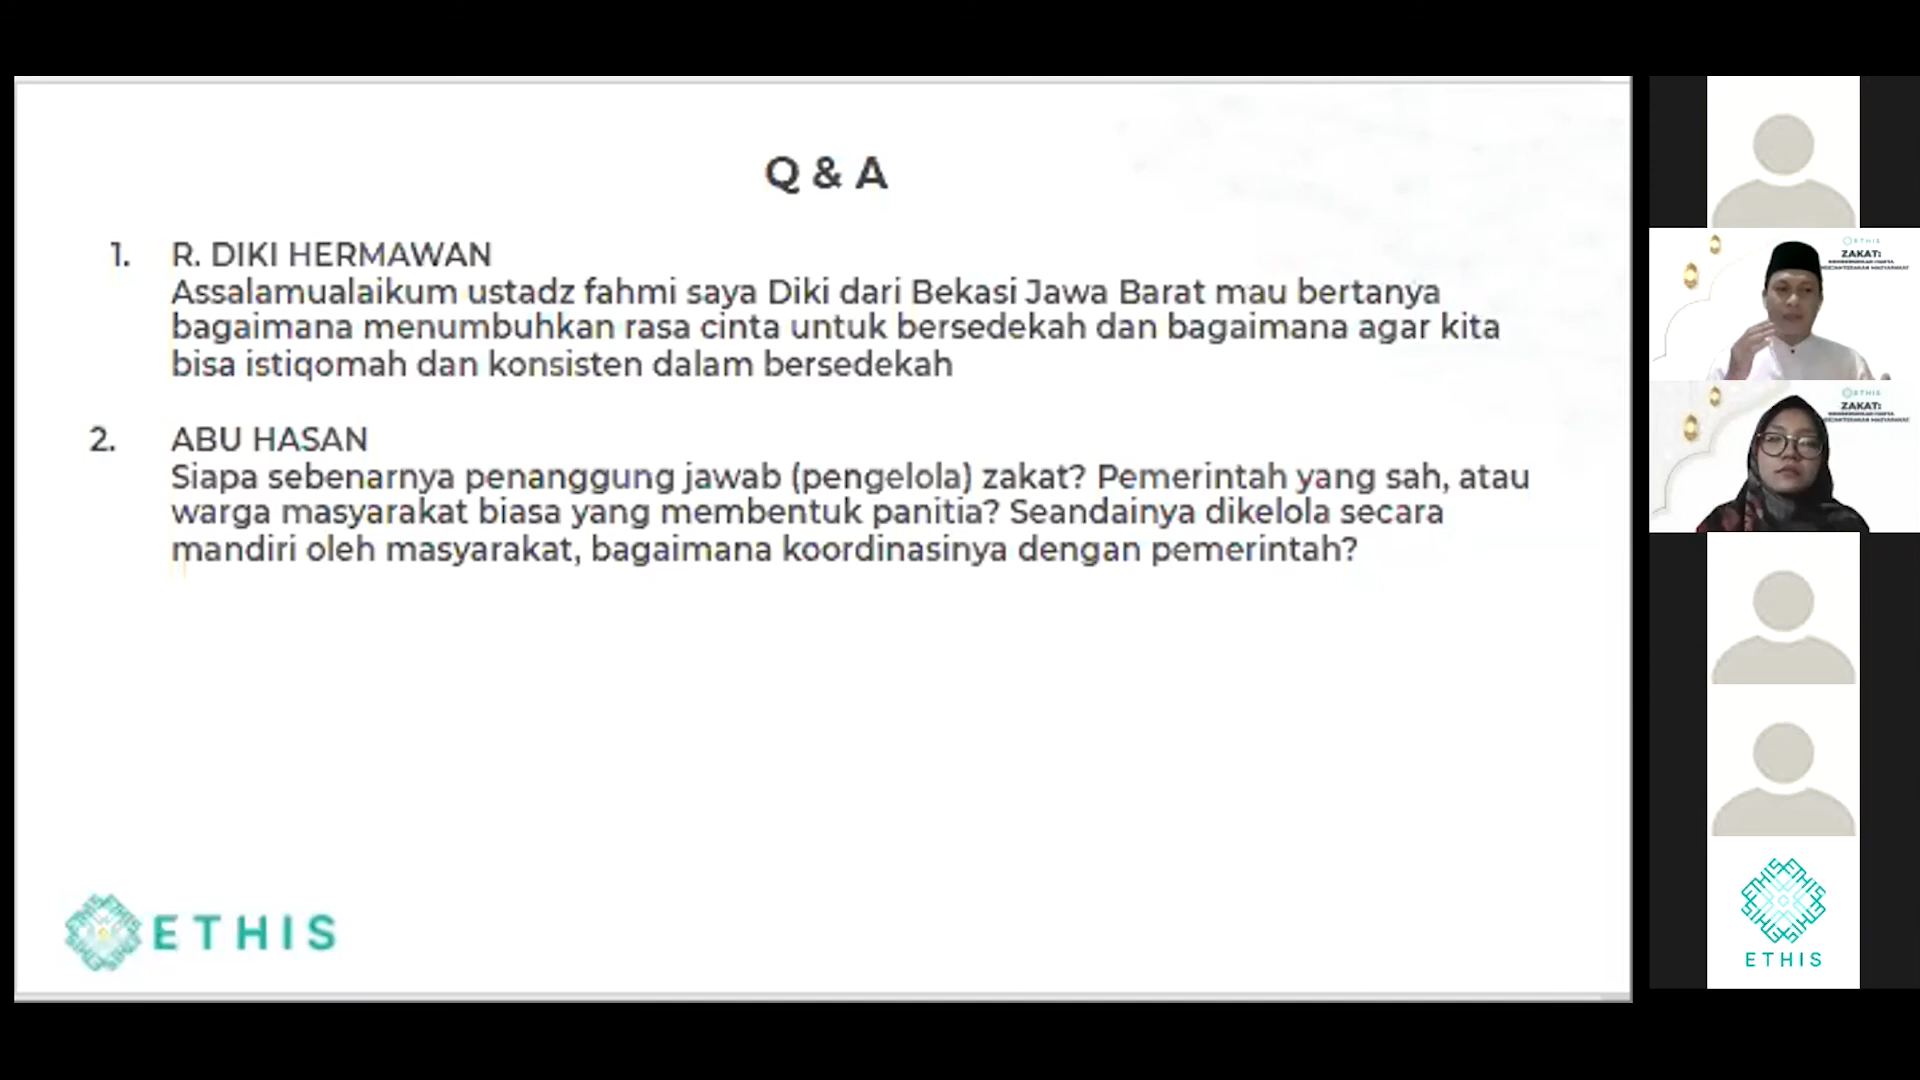 Q & A
1. R. DIKI HERMAWAN
Assalamualaikum ustadz fahmi saya Diki dari Bekasi Jawa Barat mau bertanya
bagaimana menumbuhkan rasa cinta untuk bersedekah dan bagaimana agar kita
bisa istiqomah dan konsisten dalam bersedekah
2. ABU HASAN
Siapa sebenarnya penanggung jawab (pengelola) zakat? Pemerintah yang sah, atau
warga masyarakat biasa yang membentuk panitia? Seandainya dikelola secara
mandiri oleh masyarakat, bagaimana koordinasinya dengan pemerintah?
ETHIS
ETHIS
ZAKAT:
ETHIS
ZAKAT:
ETHIS